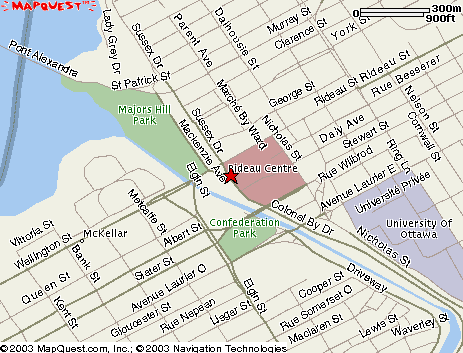 MAPQUEST
300m
900ft
Pont Alexandra
Lady Grey Dr
Sussex Dr
Parent Ave
Dalhousie St
Murray St
Clarence St
York St
St Patrick St
Majors Hill
Park
Mackenzie Ave
Sussex Dr
Marché By Ward
George St
Rideau St
Rideau St
Rue Besserer
Nicholas St
Daly Ave
Stewart St
Rue Wilbrod
Nelson St
Cornwall St
Ring Ln
Rideau Centre
Elgin St
Avenue Laurier E
Université Privée
University Of
Ottawa
Colonel By Dr
Nicholas St
Confederation
Park
Metcalfe St
Albert St
Vittoria St
Wellington St
McKellar
Bank St
Queen St
Kent St
Slater St
Avenue Laurier O
Gloucester St
Rue Nepean
Lisgar St
Elgin St
Cooper St
Rue Somerset O
Maclaren St
Driveway
Lewis St
Waverley St
©2003 MapQuest.com, Inc.; ©2003 Navigation Technologies